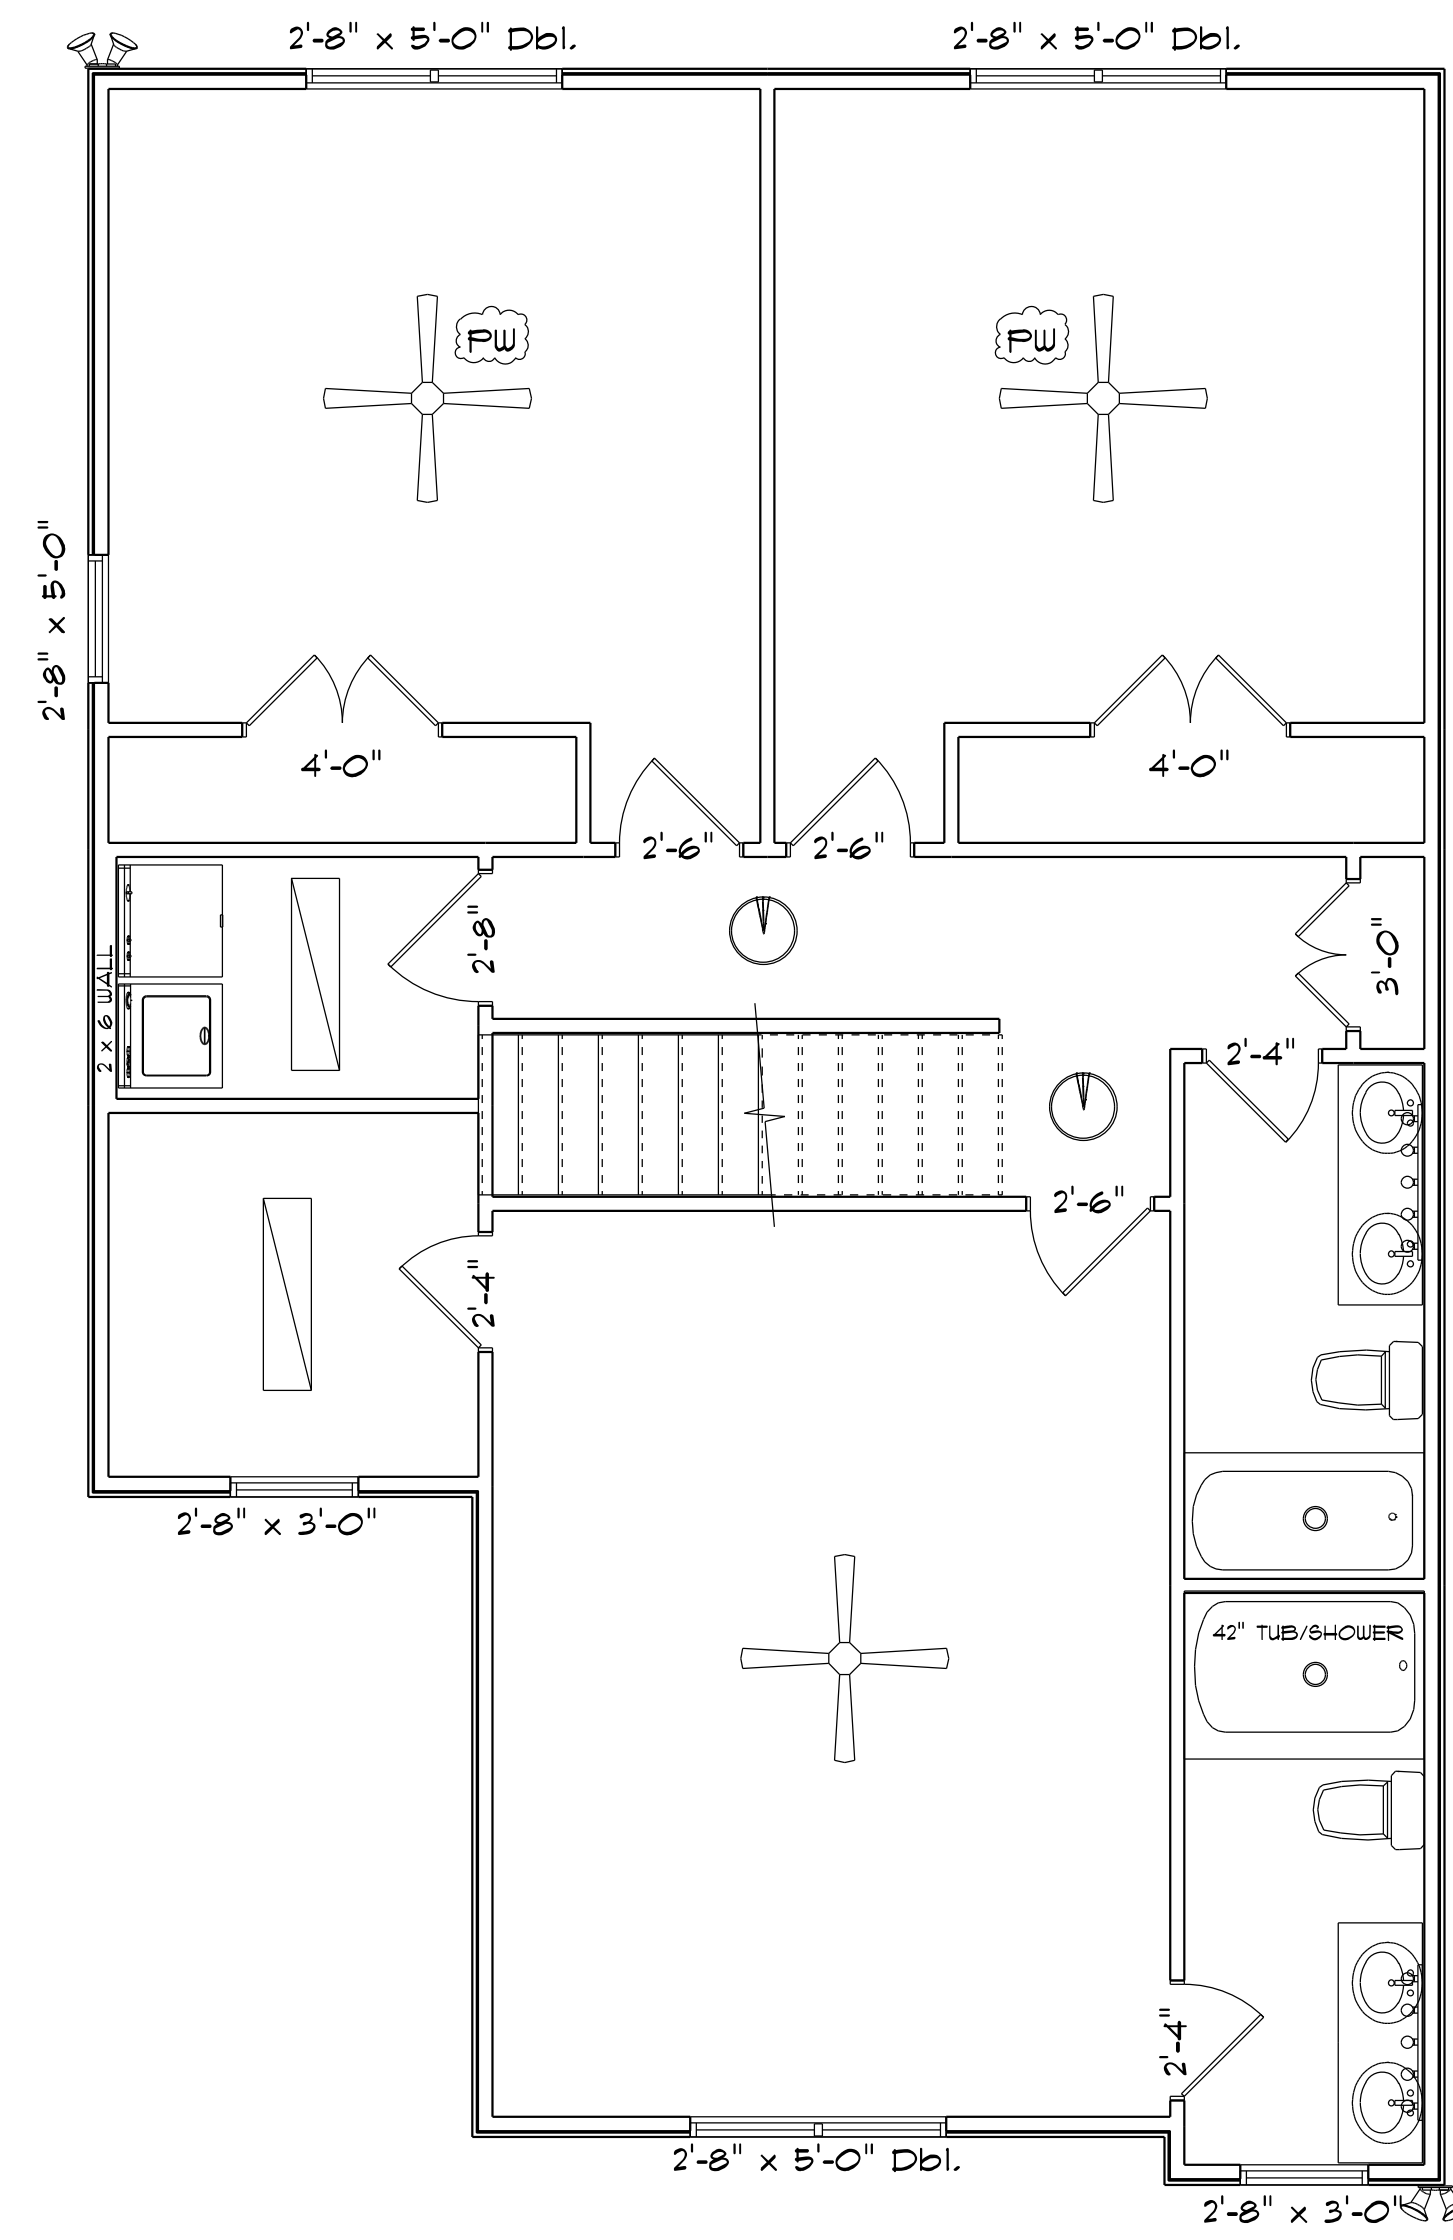 2'-8" x 5'-0" Dbl.
2'-8" x 5'-0" Dbl.
PW
PW
2'-8" x 5'-0"
4'-0"
4'-0"
2'-6"
2'-6"
2'-8"
3'-0"
2 x 6 WALL
2'-4"
2'-6"
2'-4"
2'-8" x 3'-0"
42" TUB/SHOWER
2'-4"
2'-8" x 5'-0" Dbl.
2'-8" x 3'-0"